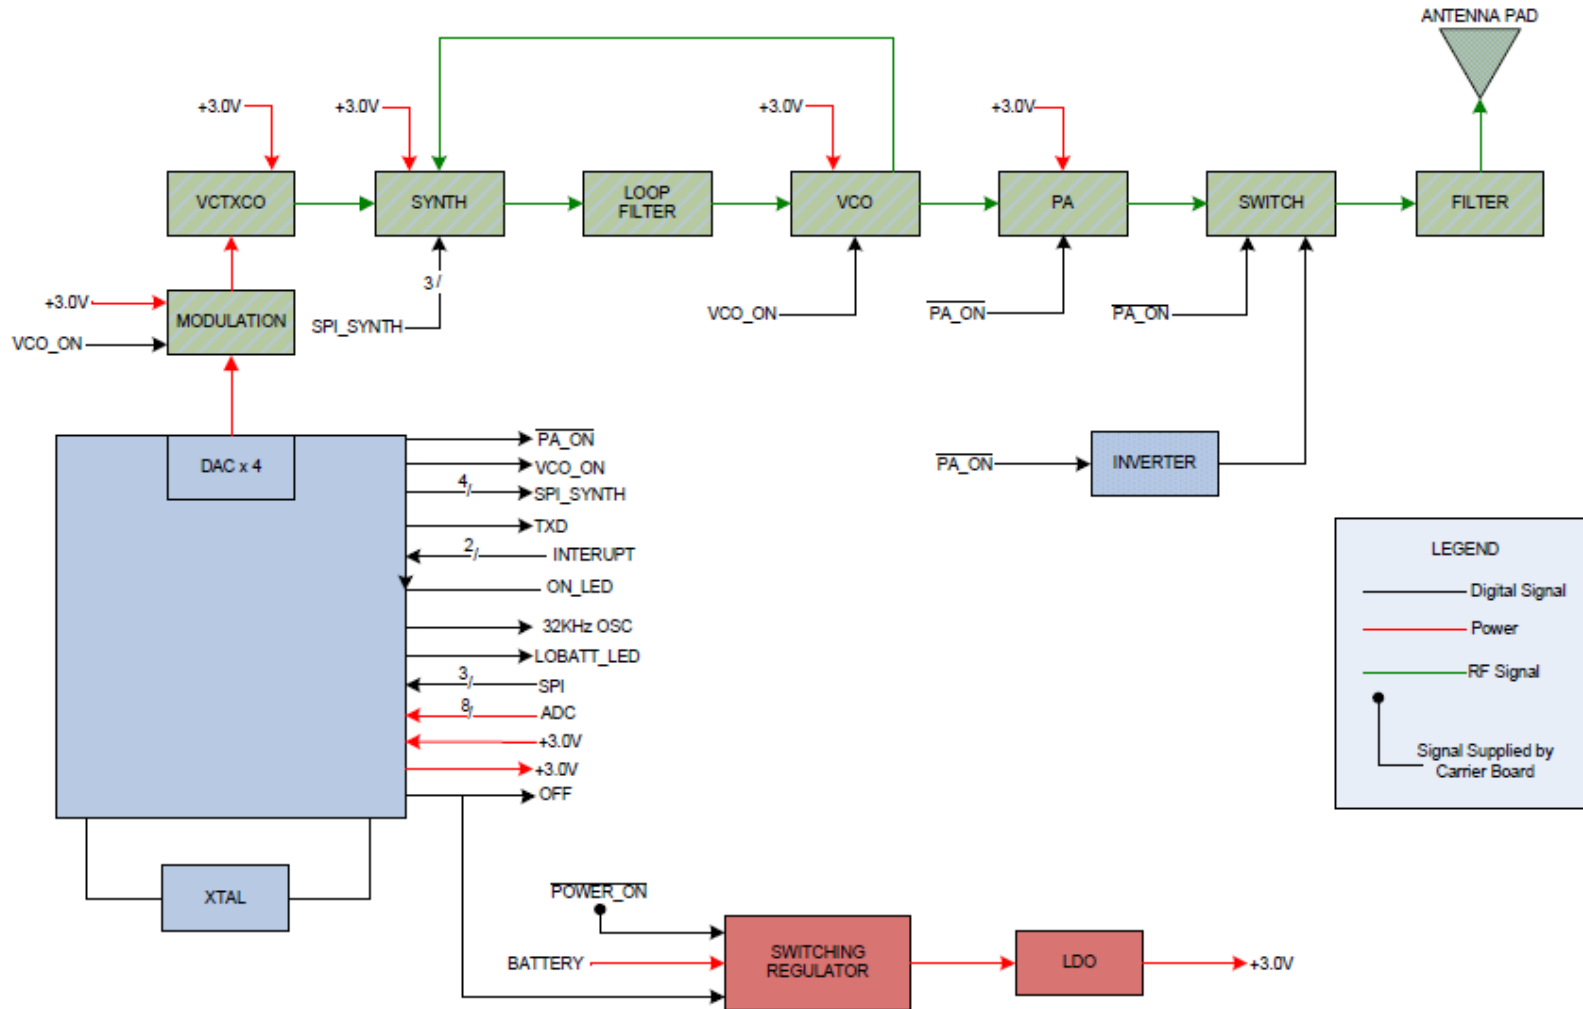 ANTENNA PAD
+3.0V
+3.0V
+3.0V
+3.0V
VCTXCO
SYNTH
LOOP
FILTER
VCO
PA
SWITCH
FILTER
3/
+3.0V
MODULATION
VCO_ON
SPI_SYNTH
VCO_ON
PA_ON
PA_ON
DAC x 4
PA_ON
VCO_ON
4/
SPI_SYNTH
TXD
2/
INTERUPT
ON_LED
32KHz OSC
LOBATT_LED
3/
SPI
8/
ADC
+3.0V
+3.0V
OFF
PA_ON
INVERTER
LEGEND
Digital Signal
Power
RF Signal
Signal Supplied by
Carrier Board
XTAL
POWER_ON
BATTERY
SWITCHING
REGULATOR
LDO
+3.0V